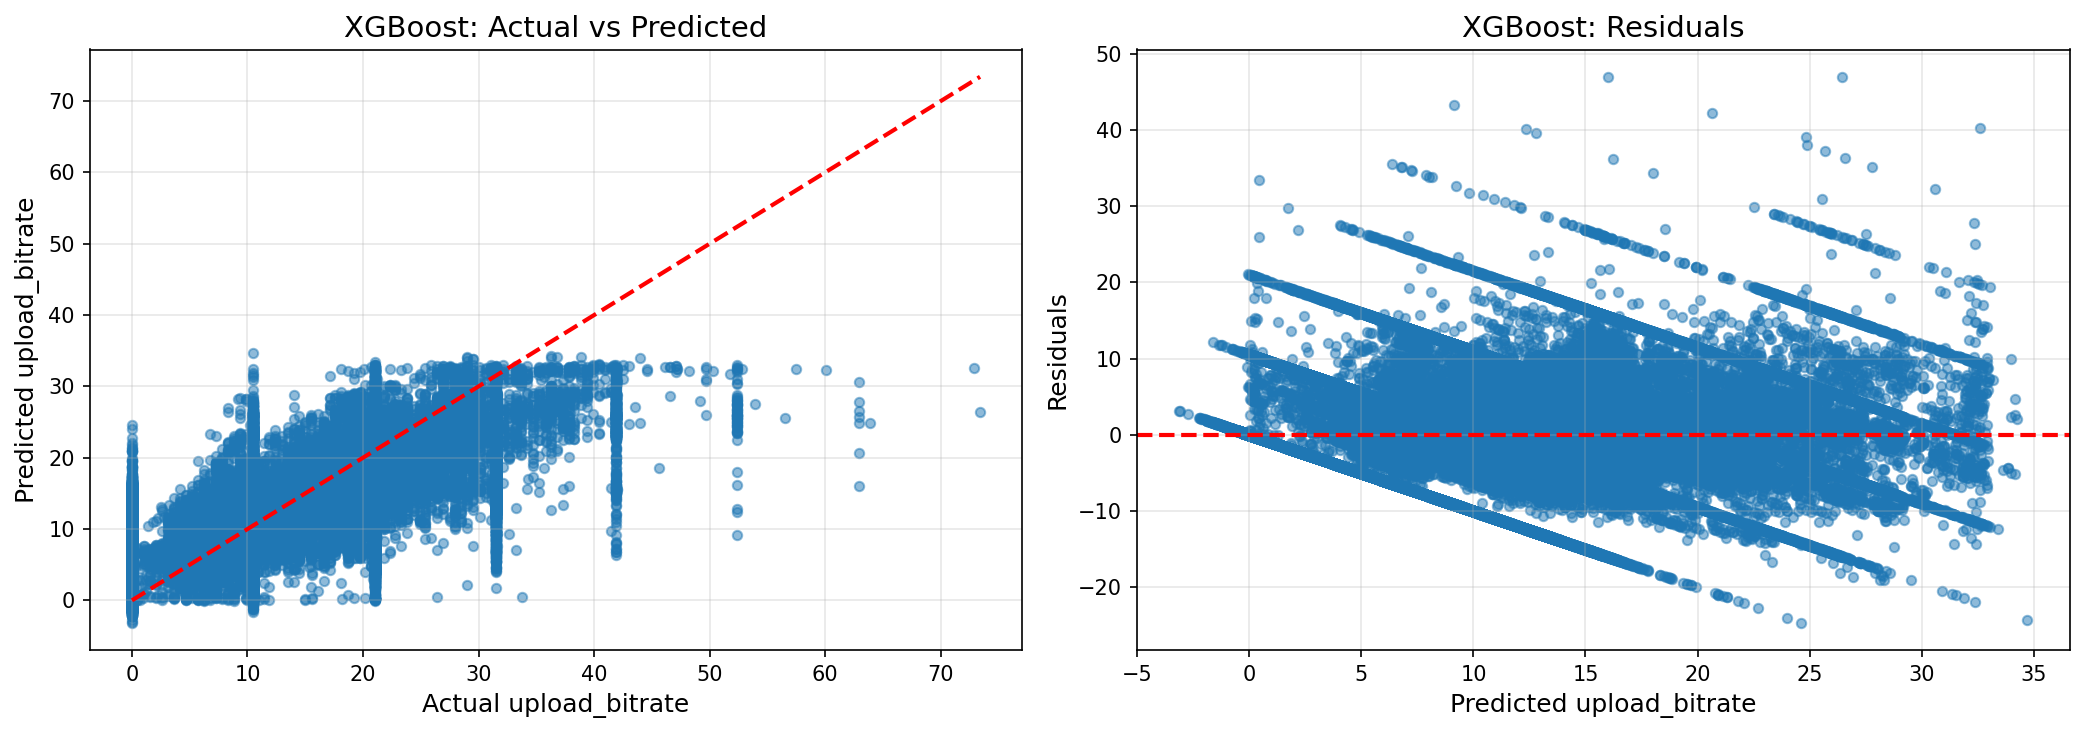 XGBoost: Actual vs Predicted
Predicted upload_bitrate
70
60
50
40
30
20
10
0
0 10 20 30 40 50 60 70
Actual upload_bitrate
XGBoost: Residuals
Residuals
50
40
30
20
10
0
−10
−20
−5 0 5 10 15 20 25 30 35
Predicted upload_bitrate